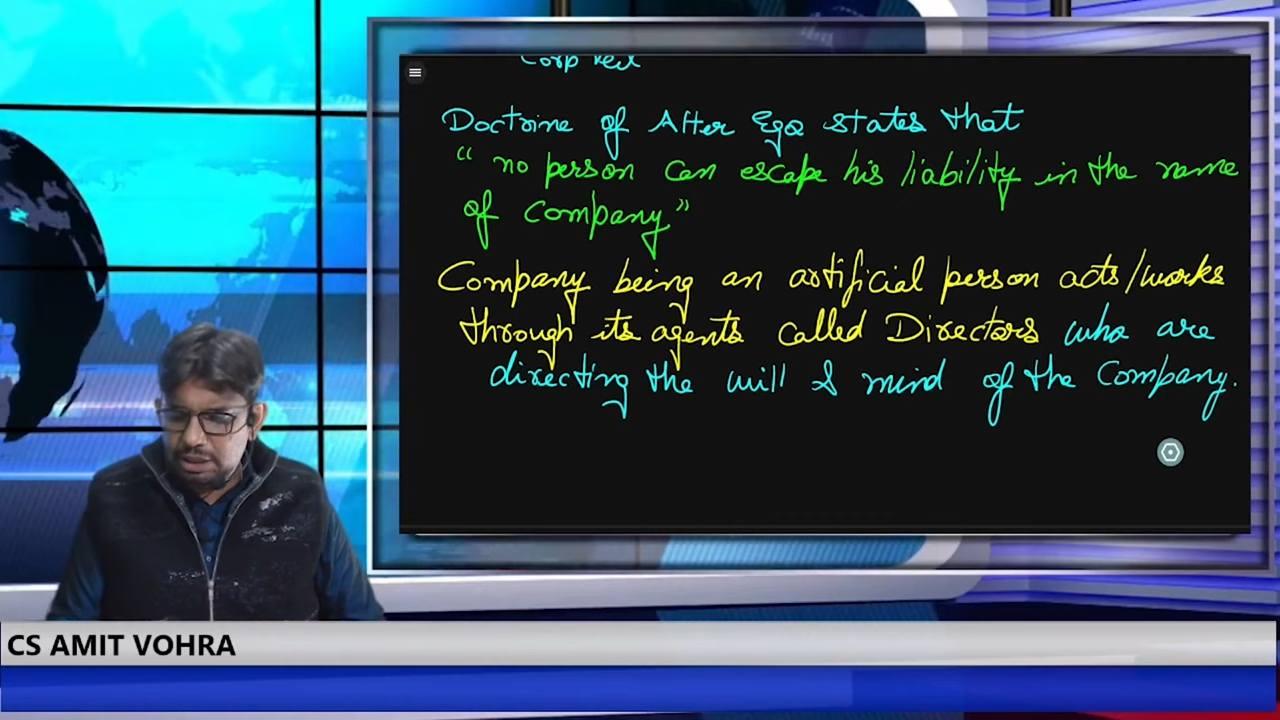 Doctrine of Alter Ego states that
“ no person can escape his liability in the name
of company”
Company being an artificial person acts/works
through its agents called Directors who are
directing the will & mind of the Company.
CS AMIT VOHRA